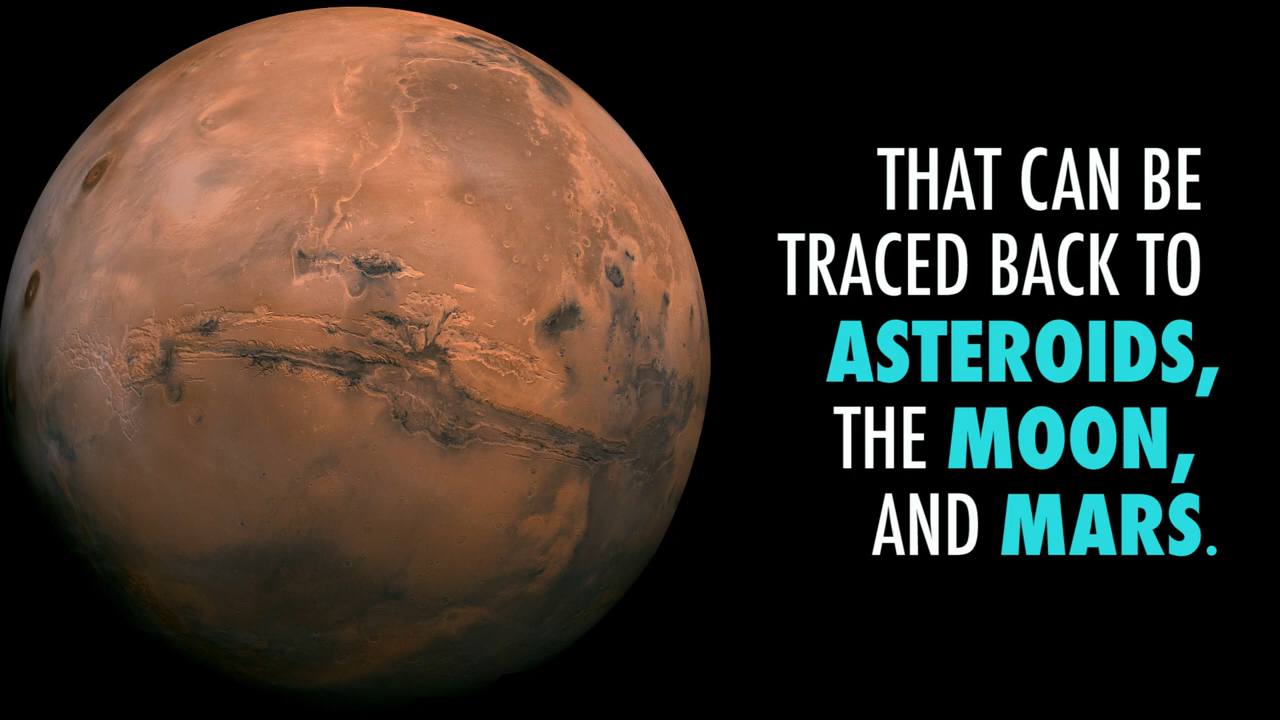 THAT CAN BE
TRACED BACK TO
ASTEROIDS,
THE MOON,
AND MARS.